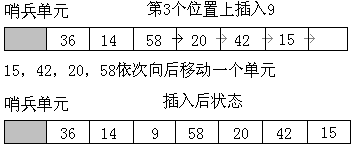 哨兵单元 第3个位置上插入9
36 14 58 20 42 15
15，42，20，58依次向后移动一个单元
哨兵单元 插入后状态
36 14 9 58 20 42 15